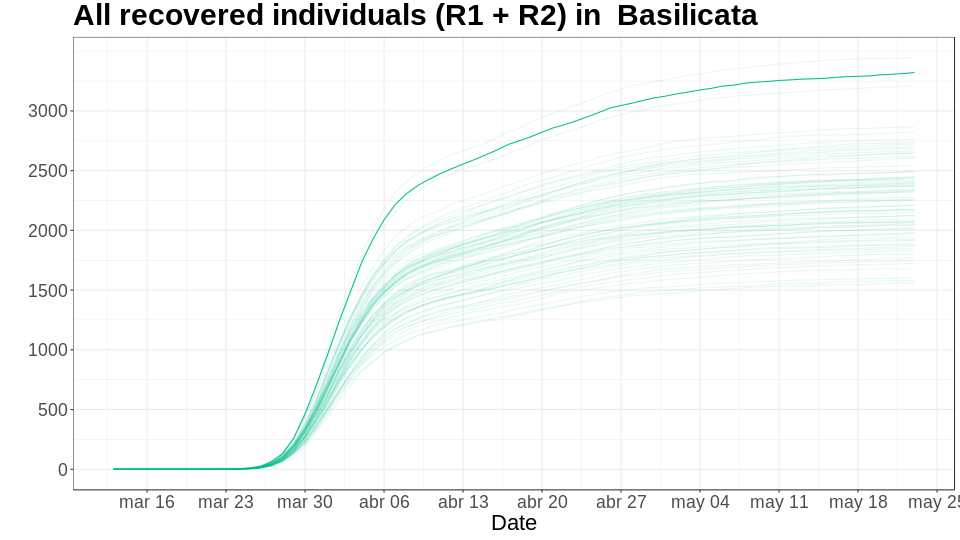 All recovered individuals (R1 + R2) in  Basilicata
3000
2500
2000
1500
1000
500
0
mar 16 mar 23 mar 30 abr 06 abr 13 abr 20 abr 27 may 04 may 11 may 18 may 25
Date